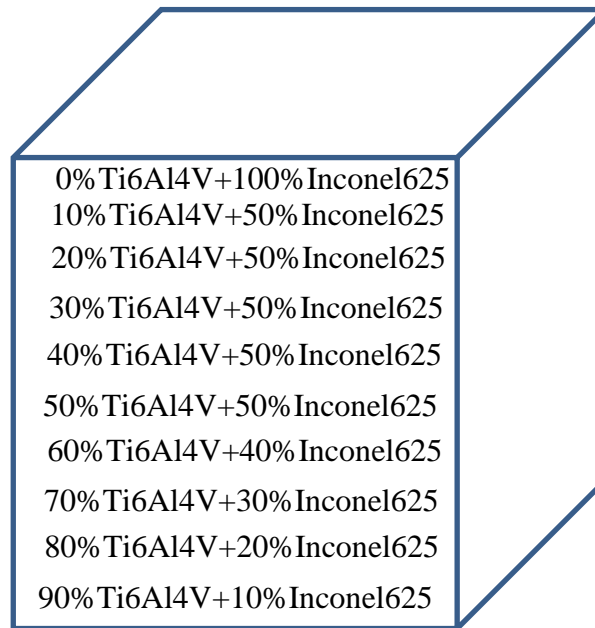 0%Ti6Al4V+100%Inconel625
10%Ti6Al4V+50%Inconel625
20%Ti6Al4V+50%Inconel625
30%Ti6Al4V+50%Inconel625
40%Ti6Al4V+50%Inconel625
50%Ti6Al4V+50%Inconel625
60%Ti6Al4V+40%Inconel625
70%Ti6Al4V+30%Inconel625
80%Ti6Al4V+20%Inconel625
90%Ti6Al4V+10%Inconel625